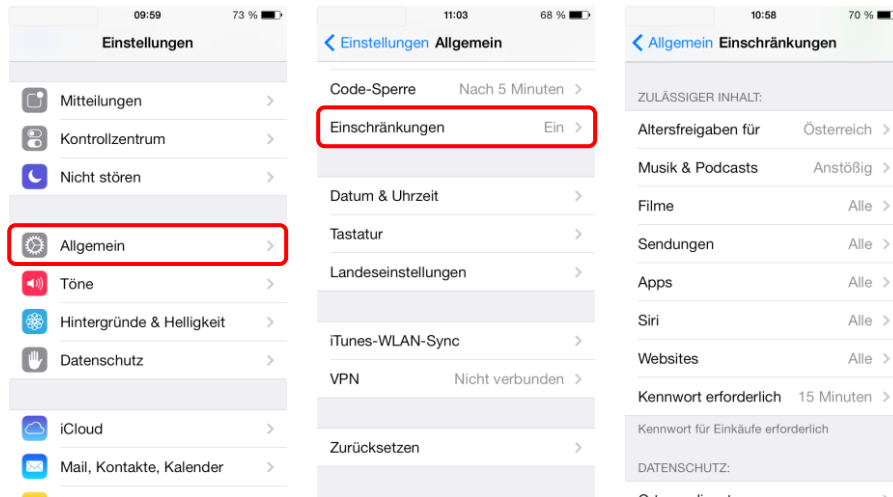 09:59
73 %
Einstellungen
Mitteilungen
Kontrollzentrum
Nicht stören
Allgemein
Töne
Hintergründe & Helligkeit
Datenschutz
iCloud
Mail, Kontakte, Kalender
11:03
68 %
Einstellungen Allgemein
Code-Sperre Nach 5 Minuten
Einschränkungen Ein
Datum & Uhrzeit
Tastatur
Landeseinstellungen
iTunes-WLAN-Sync
VPN Nicht verbunden
Zurücksetzen
10:58
70 %
Allgemein Einschränkungen
ZULÄSSIGER INHALT:
Altersfreigaben für Österreich
Musik & Podcasts Anstößig
Filme Alle
Sendungen Alle
Apps Alle
Siri Alle
Websites Alle
Kennwort erforderlich 15 Minuten
Kennwort für Einkäufe erforderlich
DATENSCHUTZ: